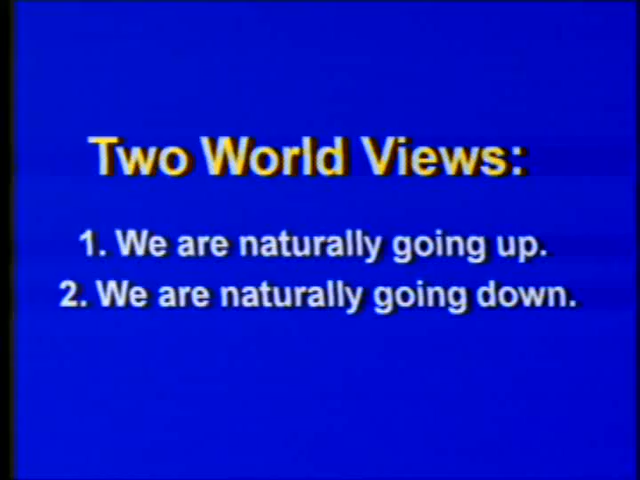 Two World Views:
1. We are naturally going up.
2. We are naturally going down.